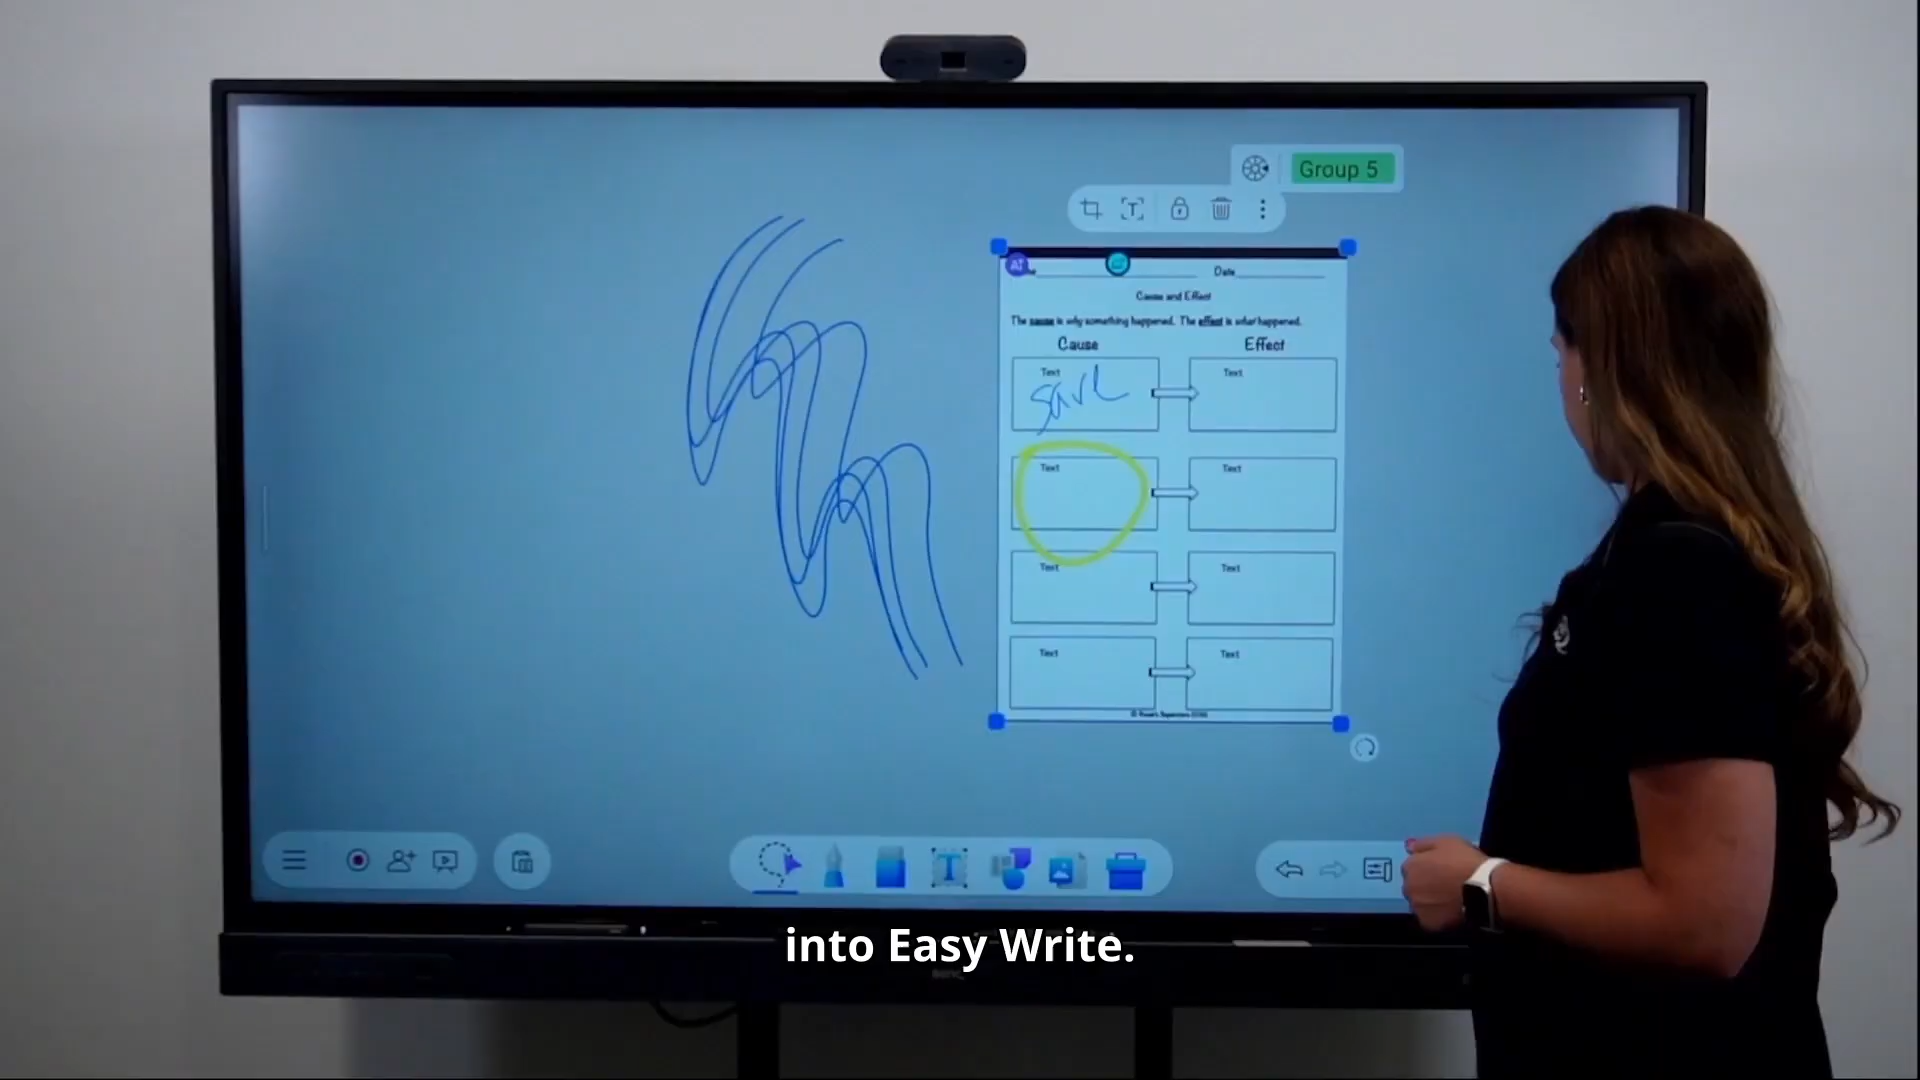 Group 5
Date
Cause and Effect
The cause is why something happened. The effect is what happened.
Cause
Effect
Text
Text
Text
Text
Text
Text
Text
Text
T
into Easy Write.
BenQ